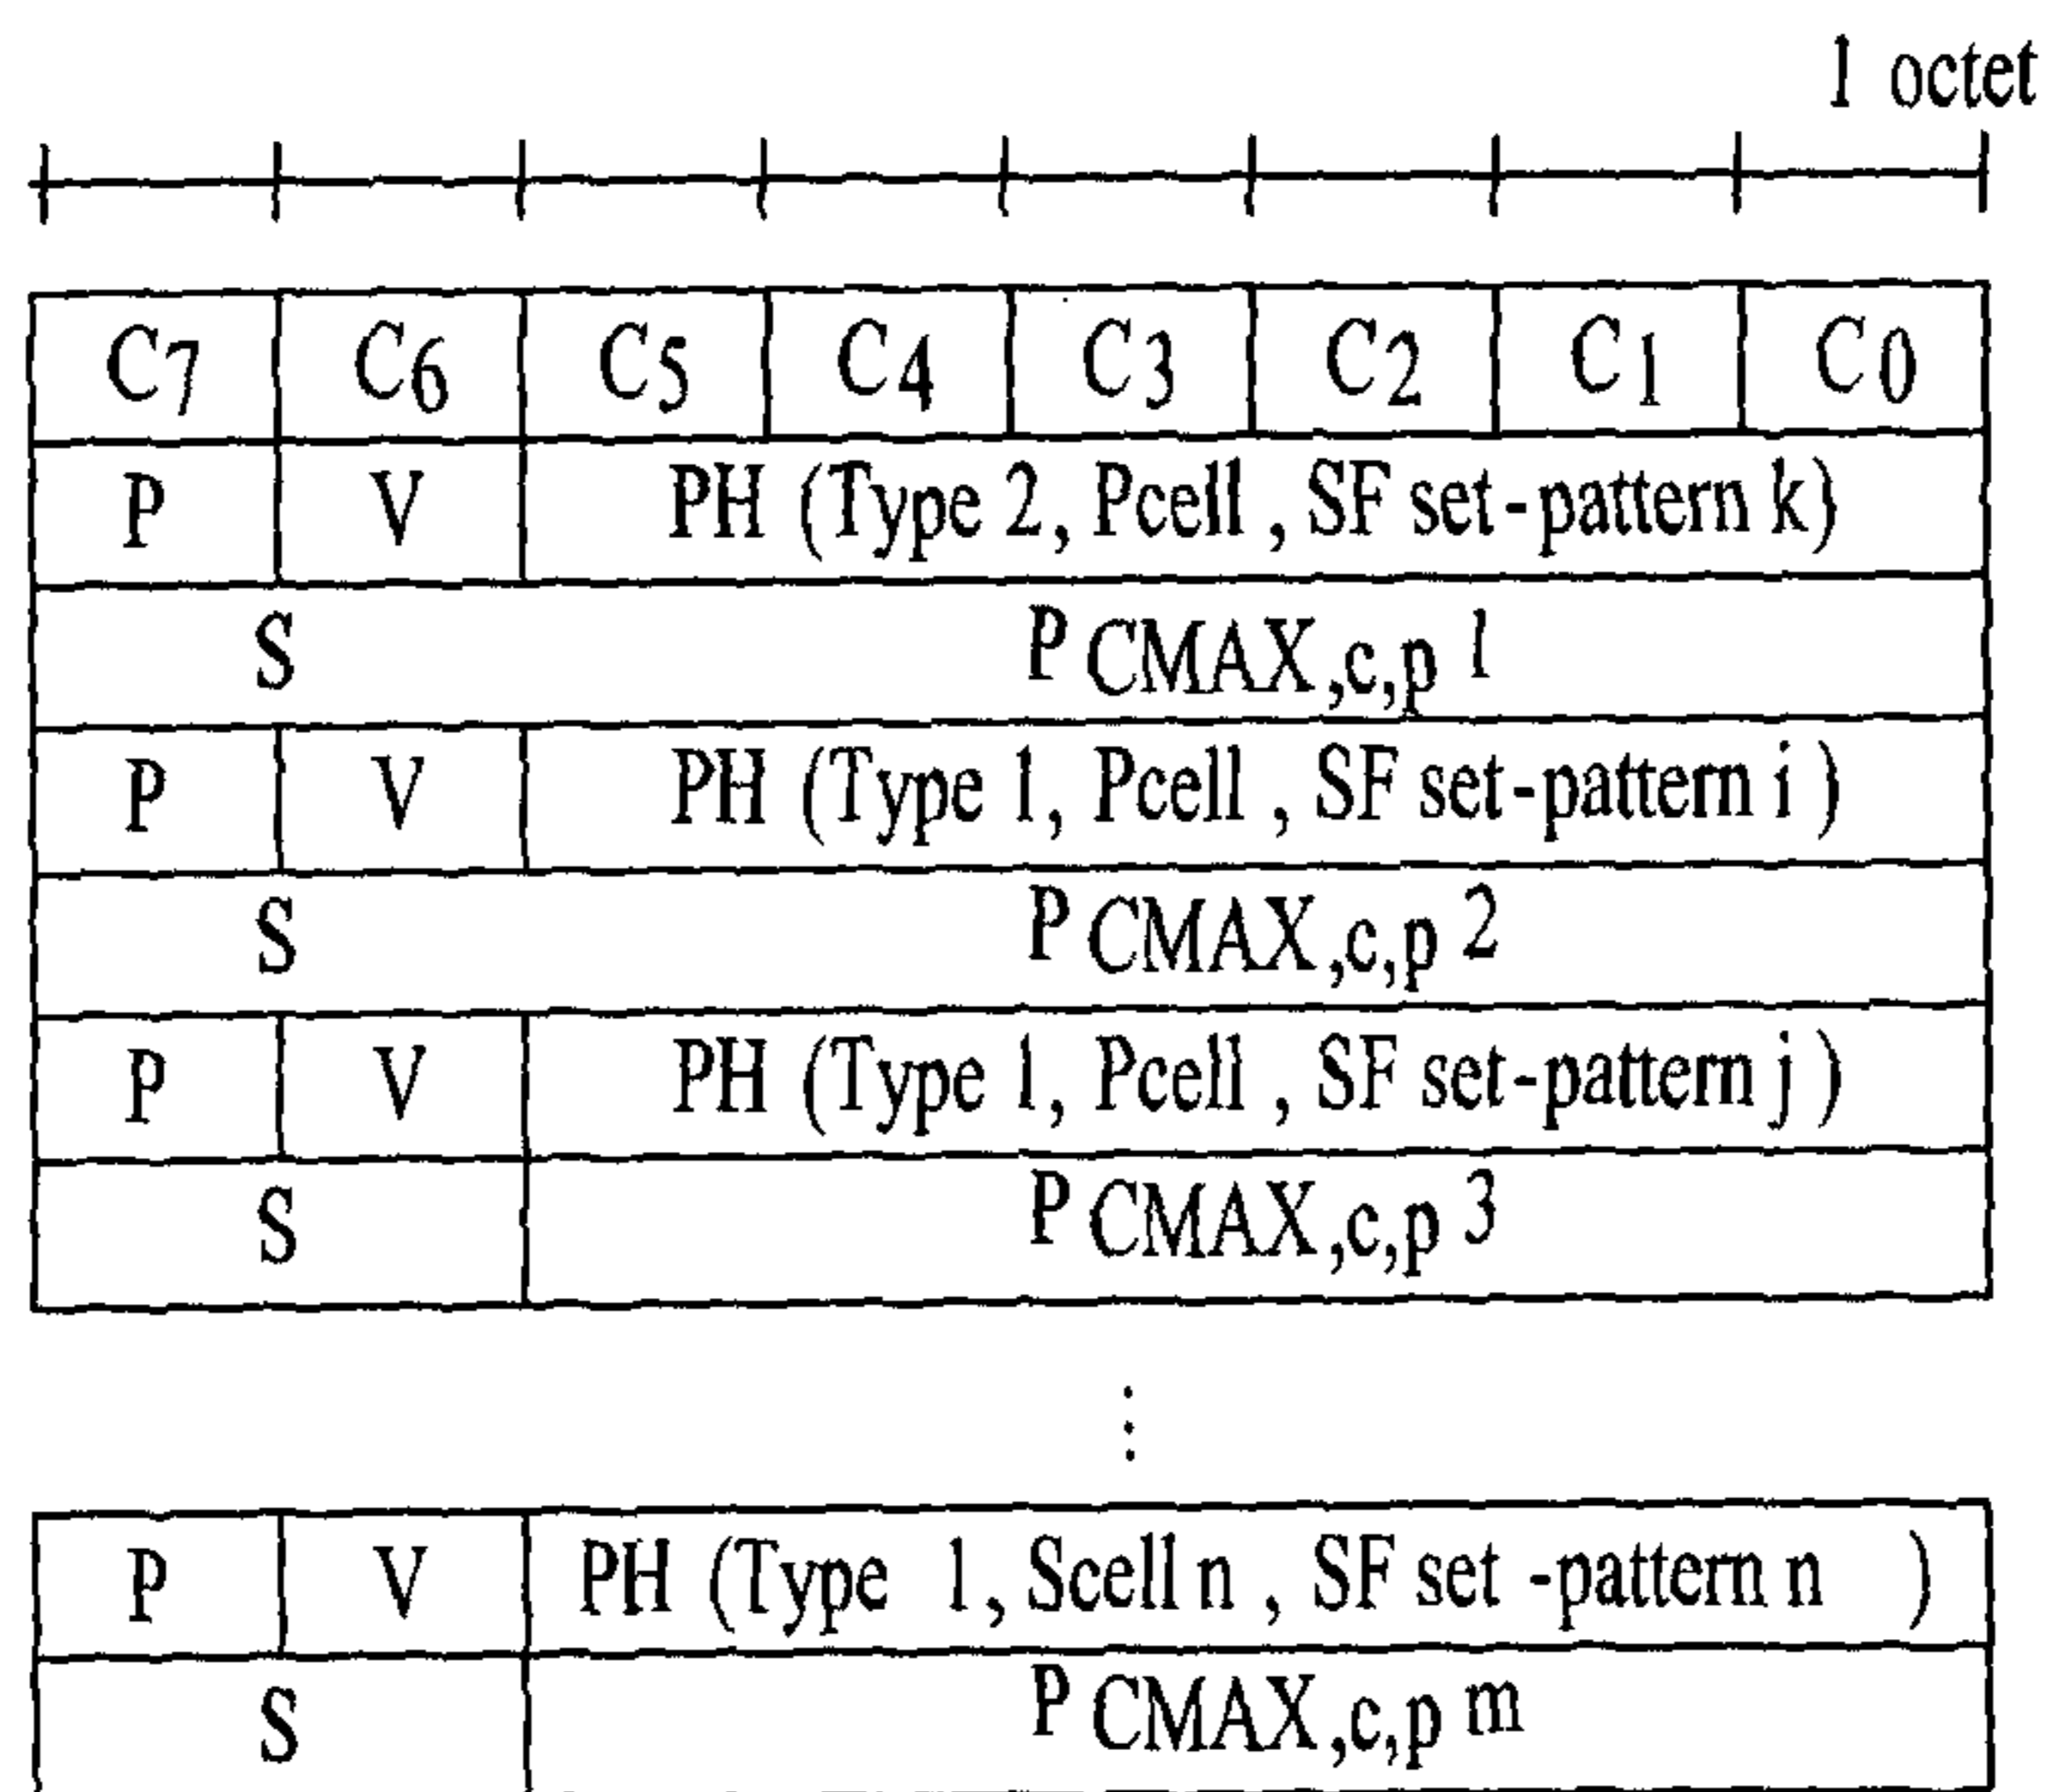 1 octet
C7 C6 C5 C4 C3 C2 C1 C0
P V PH (Type 2, Pcell , SF set-pattern k)
S P CMAX,c,p 1
P V PH (Type 1, Pcell , SF set-pattern i )
S P CMAX,c,p 2
P V PH (Type 1, Pcell , SF set-pattern j )
S P CMAX,c,p 3
⋮
P V PH (Type 1, Scell n , SF set -pattern n )
S P CMAX,c,p m